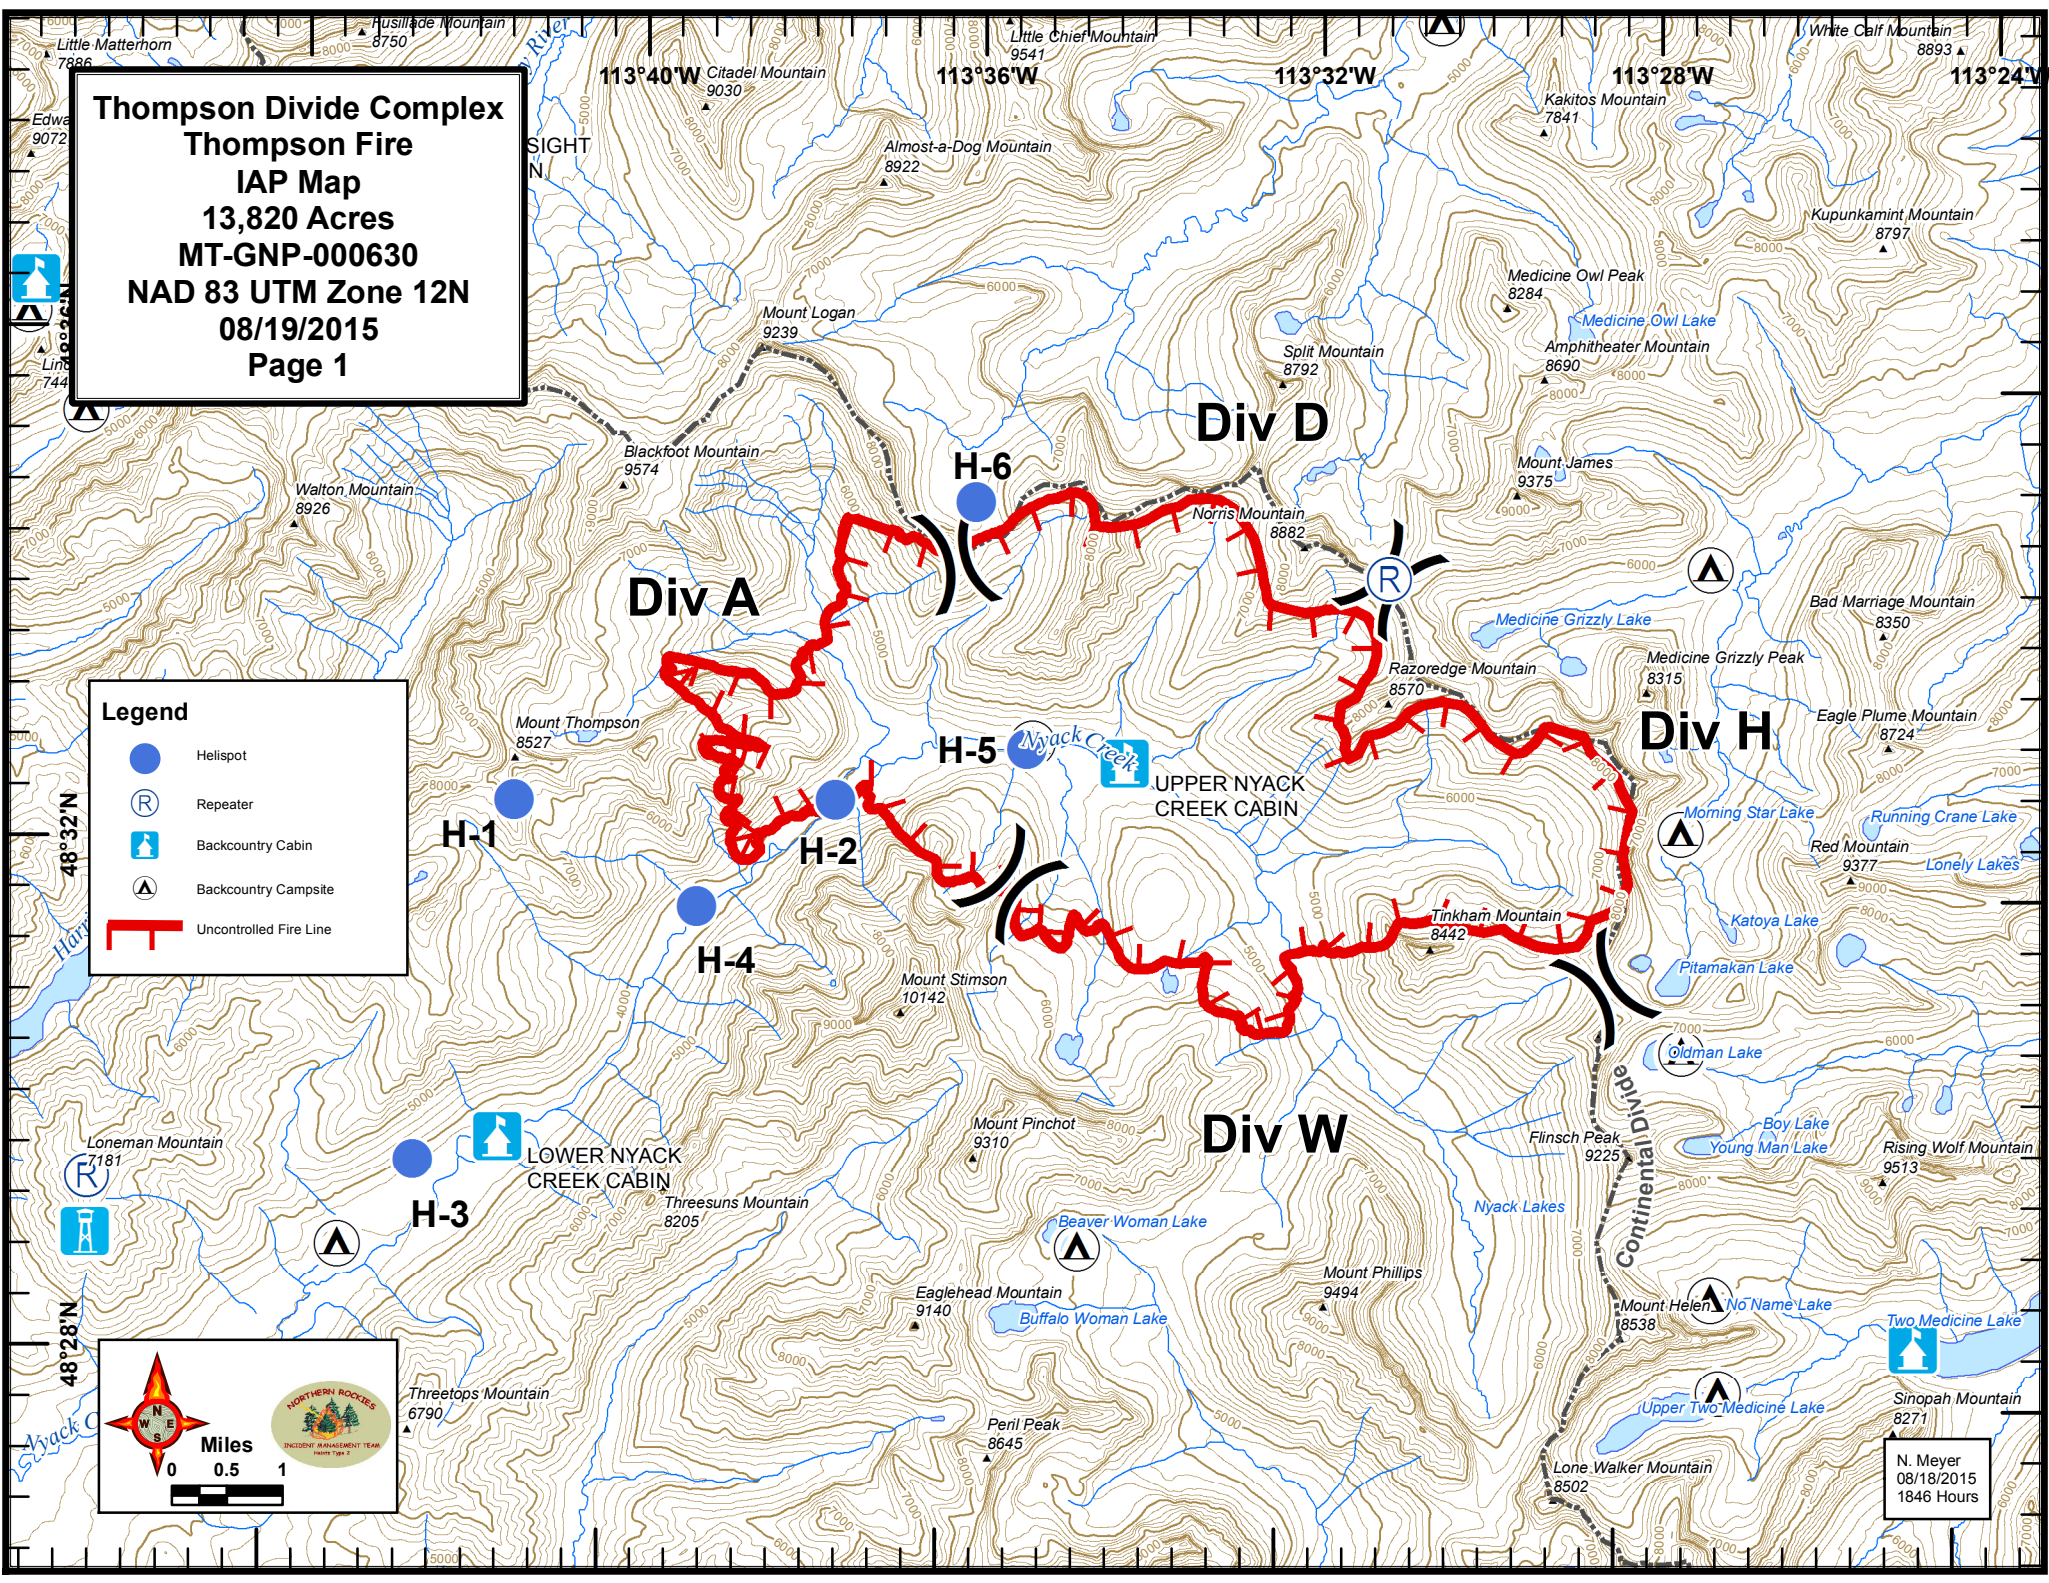 Thompson Divide Complex
Thompson Fire
IAP Map
13,820 Acres
MT-GNP-000630
NAD 83 UTM Zone 12N
08/19/2015
Page 1
Little Matterhorn
7886
Fusillade Mountain
8750
Little Chief Mountain
9541
White Calf Mountain
8893
113°40'W
113°36'W
113°32'W
113°28'W
113°24'W
Citadel Mountain
9030
Kakitos Mountain
7841
Edwa
9072
SIGHT
N
Almost-a-Dog Mountain
8922
Kupunkamint Mountain
8797
Medicine Owl Peak
8284
Medicine Owl Lake
Mount Logan
9239
Split Mountain
8792
Amphitheater Mountain
8690
744
Div D
Blackfoot Mountain
9574
H-6
Mount James
9375
Walton Mountain
8926
Norris Mountain
8882
R
Div A
Bad Marriage Mountain
8350
Medicine Grizzly Lake
Medicine Grizzly Peak
8315
Razoredge Mountain
8570
Div H
Eagle Plume Mountain
8724
Legend
Helispot
R
Repeater
Backcountry Cabin
Backcountry Campsite
Uncontrolled Fire Line
Mount Thompson
8527
H-5
Nyack Creek
UPPER NYACK
CREEK CABIN
H-1
H-2
48°32'N
Morning Star Lake
Running Crane Lake
Red Mountain
9377
Lonely Lakes
Katoya Lake
Tinkham Mountain
8442
H-4
Pitamakan Lake
Mount Stimson
10142
Oldman Lake
Mount Pinchot
9310
Div W
Boy Lake
Young Man Lake
Flinsch Peak
9225
Rising Wolf Mountain
9513
Continental Divide
Loneman Mountain
7181
R
LOWER NYACK
CREEK CABIN
H-3
Threesuns Mountain
8205
Nyack Lakes
Beaver Woman Lake
Mount Phillips
9494
Eaglehead Mountain
9140
Buffalo Woman Lake
Mount Helen
8538
No Name Lake
Two Medicine Lake
48°28'N
Threetops Mountain
6790
Upper Two Medicine Lake
Sinopah Mountain
8271
Peril Peak
8645
Lone Walker Mountain
8502
Nyack C
N
W E
S
Miles
0 0.5 1
NORTHERN ROCKIES
INCIDENT MANAGEMENT TEAM
N. Meyer
08/18/2015
1846 Hours